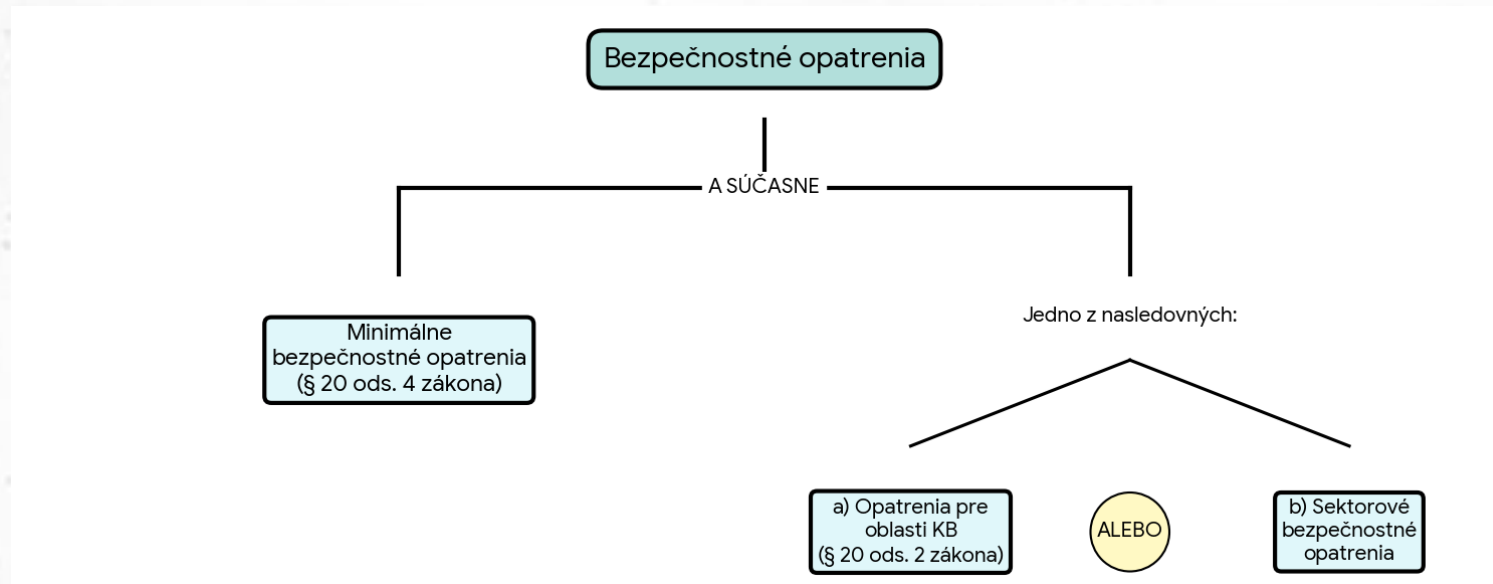 Bezpečnostné opatrenia
A SÚČASNE
Minimálne
bezpečnostné opatrenia
(§ 20 ods. 4 zákona)
Jedno z nasledovných:
a) Opatrenia pre
oblasti KB
(§ 20 ods. 2 zákona)
ALEBO
b) Sektorové
bezpečnostné
opatrenia